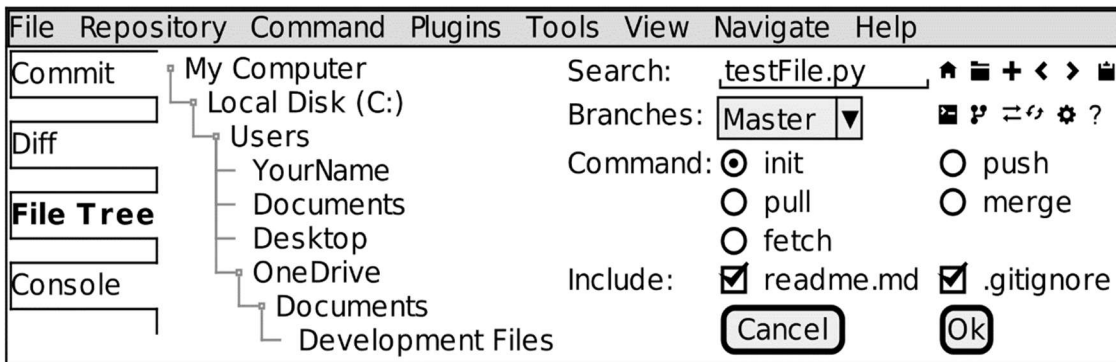 File Repository Command Plugins Tools View Navigate Help
Commit
Diff
File Tree
Console
My Computer
Local Disk (C:)
Users
YourName
Documents
Desktop
OneDrive
Documents
Development Files
Search: testFile.py
Branches: Master ▼
?
Command: init push
pull merge
fetch
Include: readme.md .gitignore
Cancel Ok